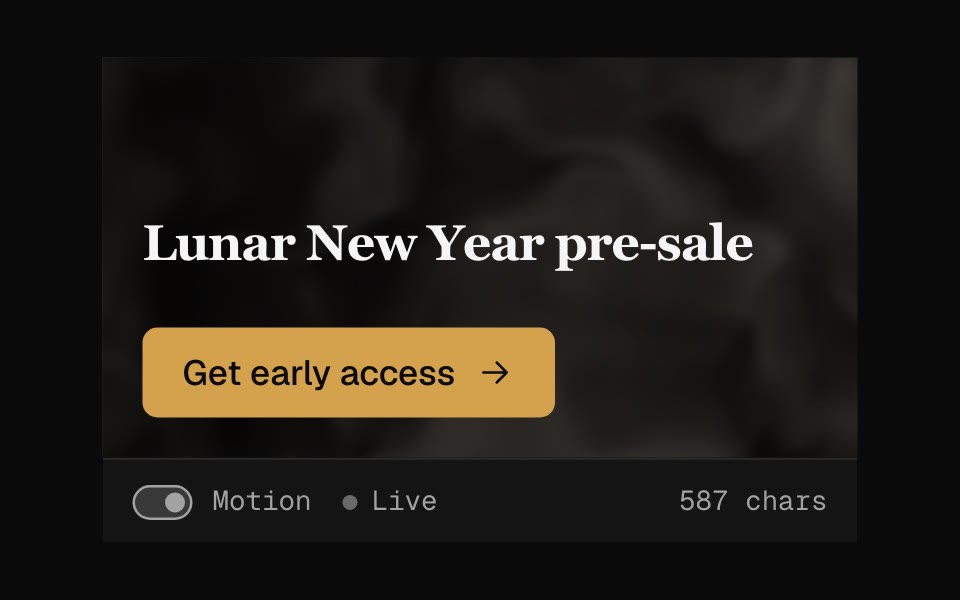 Lunar New Year pre-sale
Get early access →
Motion
Live
587 chars